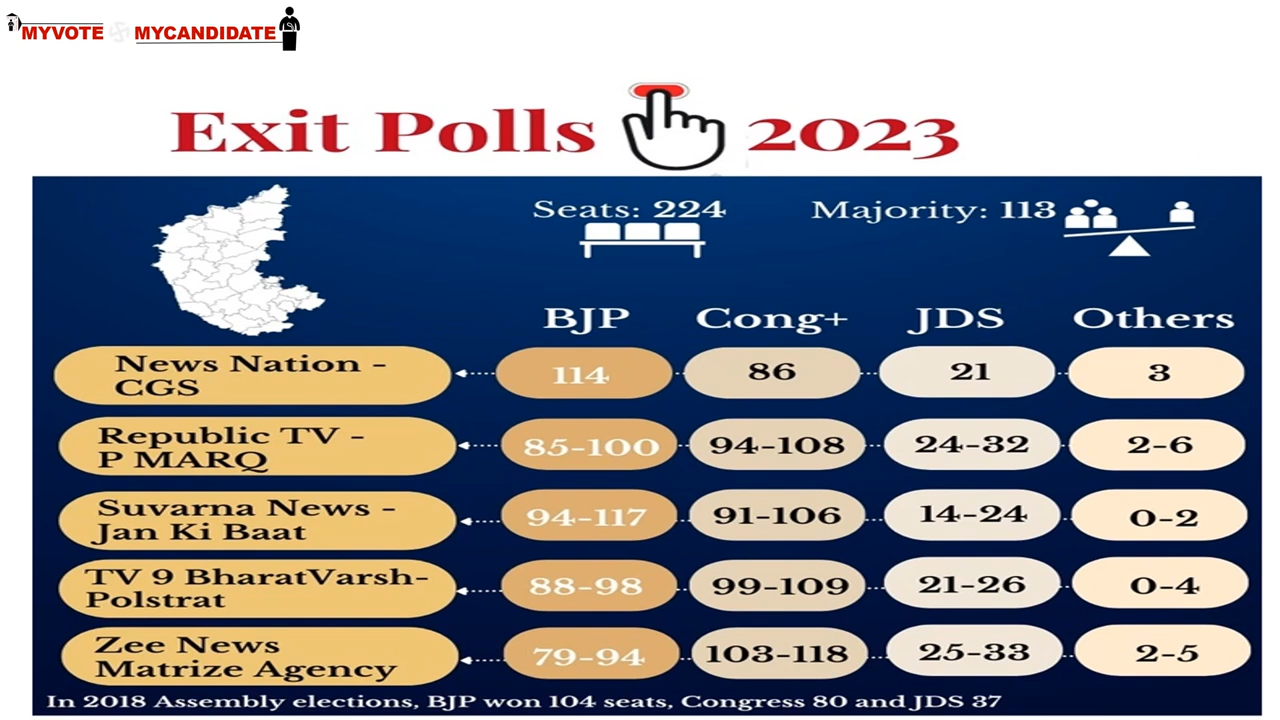 MYVOTE MYCANDIDATE
Exit Polls 2023
Seats: 224 Majority: 113
BJP Cong+ JDS Others
News Nation -
CGS
114 86 21 3
Republic TV -
P MARQ
85-100 94-108 24-32 2-6
Suvarna News -
Jan Ki Baat
94-117 91-106 14-24 0-2
TV 9 BharatVarsh-
Polstrat
88-98 99-109 21-26 0-4
Zee News
Matrize Agency
79-94 103-118 25-33 2-5
In 2018 Assembly elections, BJP won 104 seats, Congress 80 and JDS 37